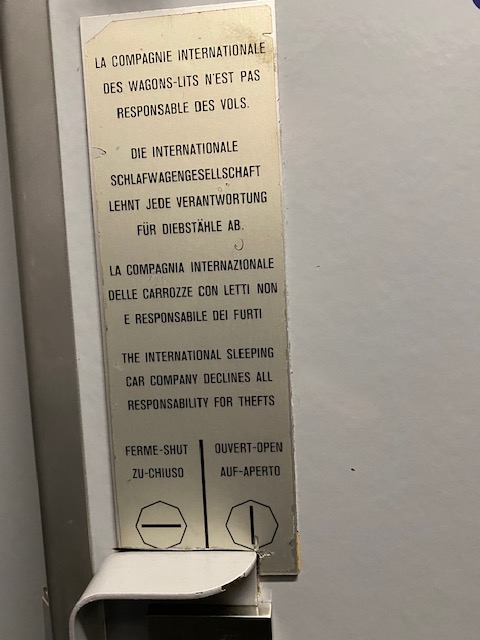 LA COMPAGNIE INTERNATIONALE
DES WAGONS-LITS N'EST PAS
RESPONSABLE DES VOLS.
DIE INTERNATIONALE
SCHLAFWAGENGESELLSCHAFT
LEHNT JEDE VERANTWORTUNG
FÜR DIEBSTÄHLE AB.
LA COMPAGNIA INTERNAZIONALE
DELLE CARROZZE CON LETTI NON
E RESPONSABILE DEI FURTI
THE INTERNATIONAL SLEEPING
CAR COMPANY DECLINES ALL
RESPONSABILITY FOR THEFTS
FERME-SHUT
ZU-CHIUSO
OUVERT-OPEN
AUF-APERTO